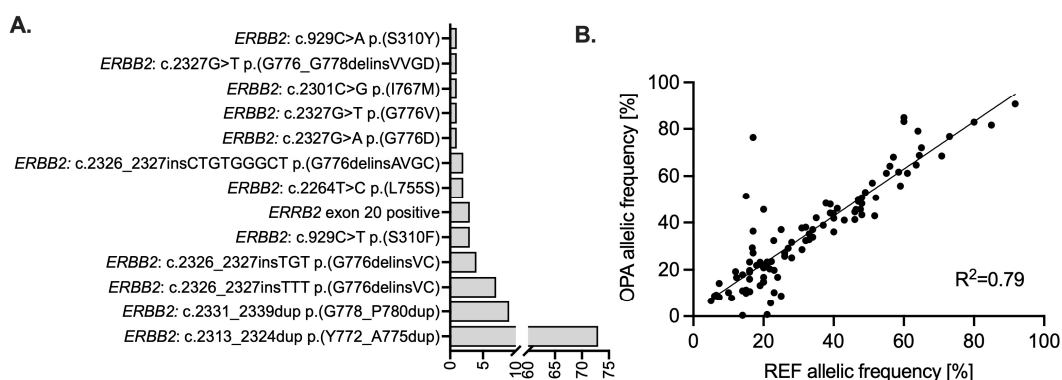 A.
ERBB2: c.929C>A p.(S310Y)
ERBB2: c.2327G>T p.(G776_G778delinsVVGD)
ERBB2: c.2301C>G p.(I767M)
ERBB2: c.2327G>T p.(G776V)
ERBB2: c.2327G>A p.(G776D)
ERBB2: c.2326_2327insCTGTGGGCT p.(G776delinsAVGC)
ERBB2: c.2264T>C p.(L755S)
ERRB2 exon 20 positive
ERBB2: c.929C>T p.(S310F)
ERBB2: c.2326_2327insTGT p.(G776delinsVC)
ERBB2: c.2326_2327insTTT p.(G776delinsVC)
ERBB2: c.2331_2339dup p.(G778_P780dup)
ERBB2: c.2313_2324dup p.(Y772_A775dup)
0 5 10 60 65 70 75
B.
OPA allelic frequency [%]
100
80
60
40
20
0
R²=0.79
0 20 40 60 80 100
REF allelic frequency [%]